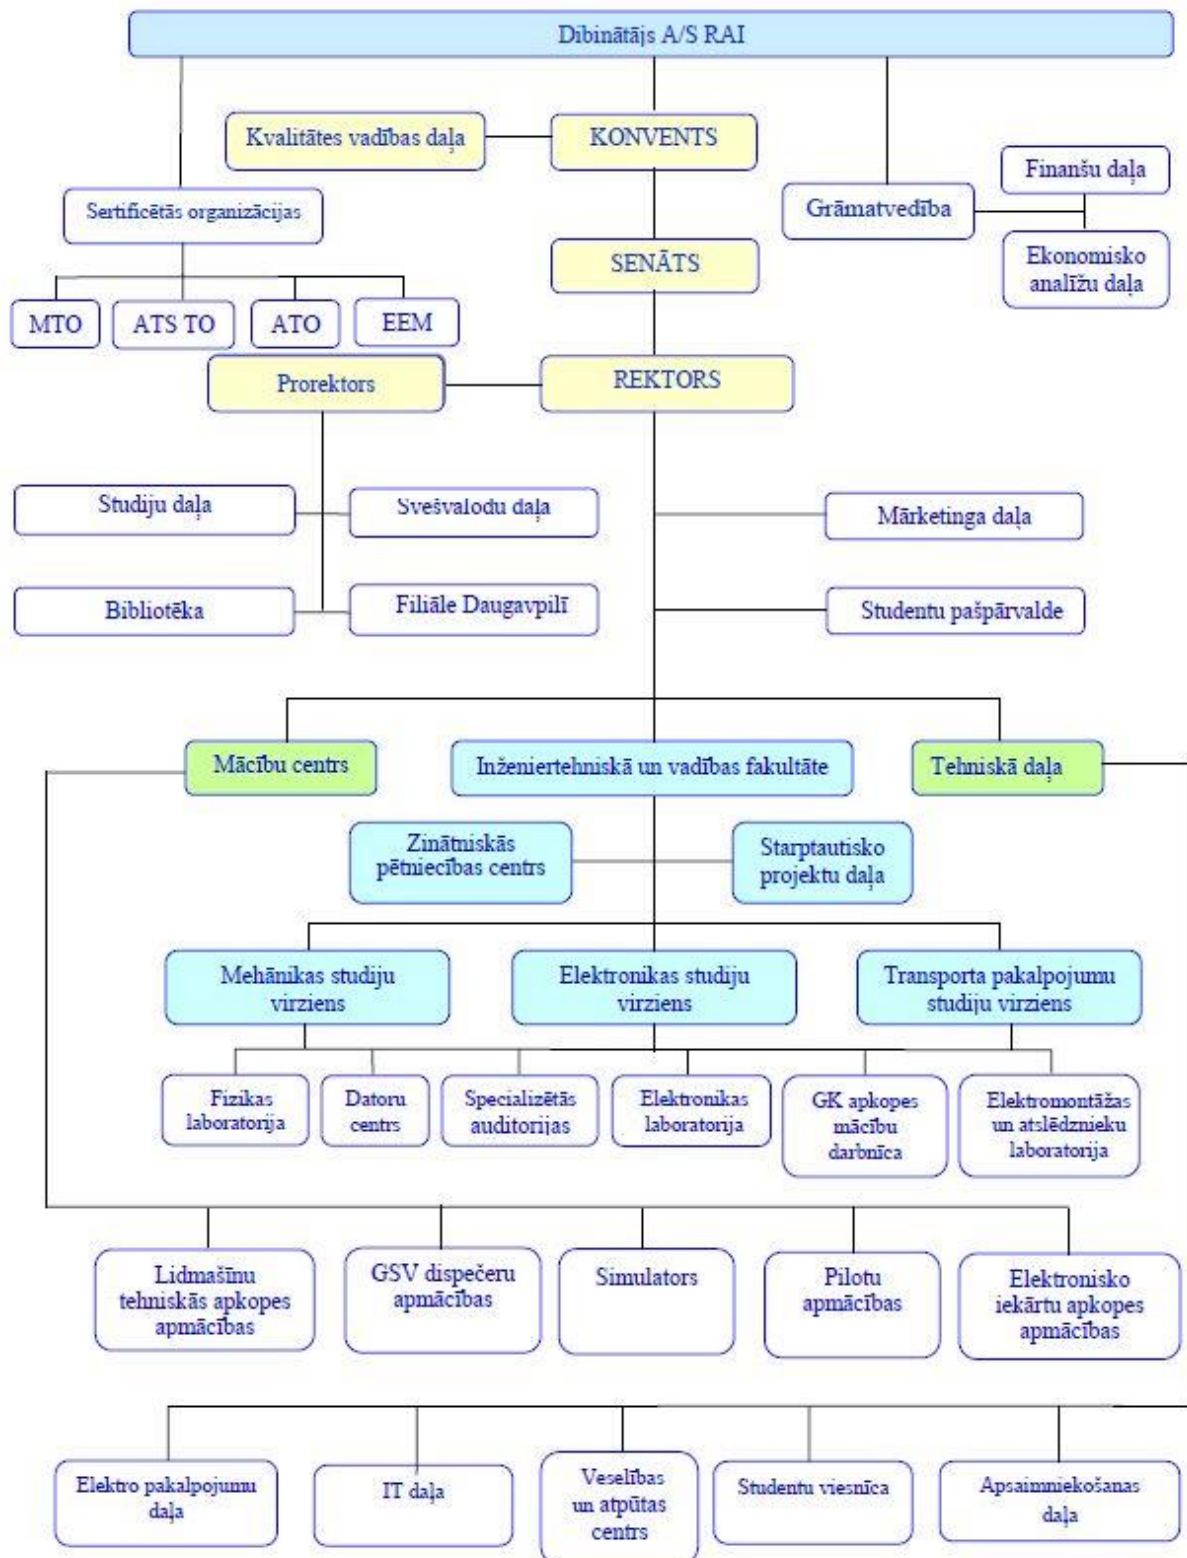 Dibinātājs A/S RAI
Kvalitātes vadības daļa
KONVENTS
Finanšu daļa
Sertificētās organizācijas
Grāmatvedība
SENĀTS
Ekonomisko
analīžu daļa
MTO
ATS TO
ATO
EEM
Prorektors
REKTORS
Studiju daļa
Svešvalodu daļa
Mārketinga daļa
Bibliotēka
Filiāle Daugavpilī
Studentu pašpārvalde
Mācību centrs
Inženiertehniskā un vadības fakultāte
Tehniskā daļa
Zinātniskās
pētniecības centrs
Starptautisko
projektu daļa
Mehānikas studiju
virziens
Elektronikas studiju
virziens
Transporta pakalpojumu
studiju virziens
Fizikas
laboratorija
Datoru
centrs
Specializētās
auditorijas
Elektronikas
laboratorija
GK apkopes
mācību
darbnīca
Elektromontāžas
un atslēdznieku
laboratorija
Lidmašīnu
tehniskās apkopes
apmācības
GSV dispečeru
apmācības
Simulators
Pilotu
apmācības
Elektronisko
iekārtu apkopes
apmācības
Elektro pakalpojumu
daļa
IT daļa
Veselības
un atpūtas
centrs
Studentu viesnīca
Apsaimniekošanas
daļa